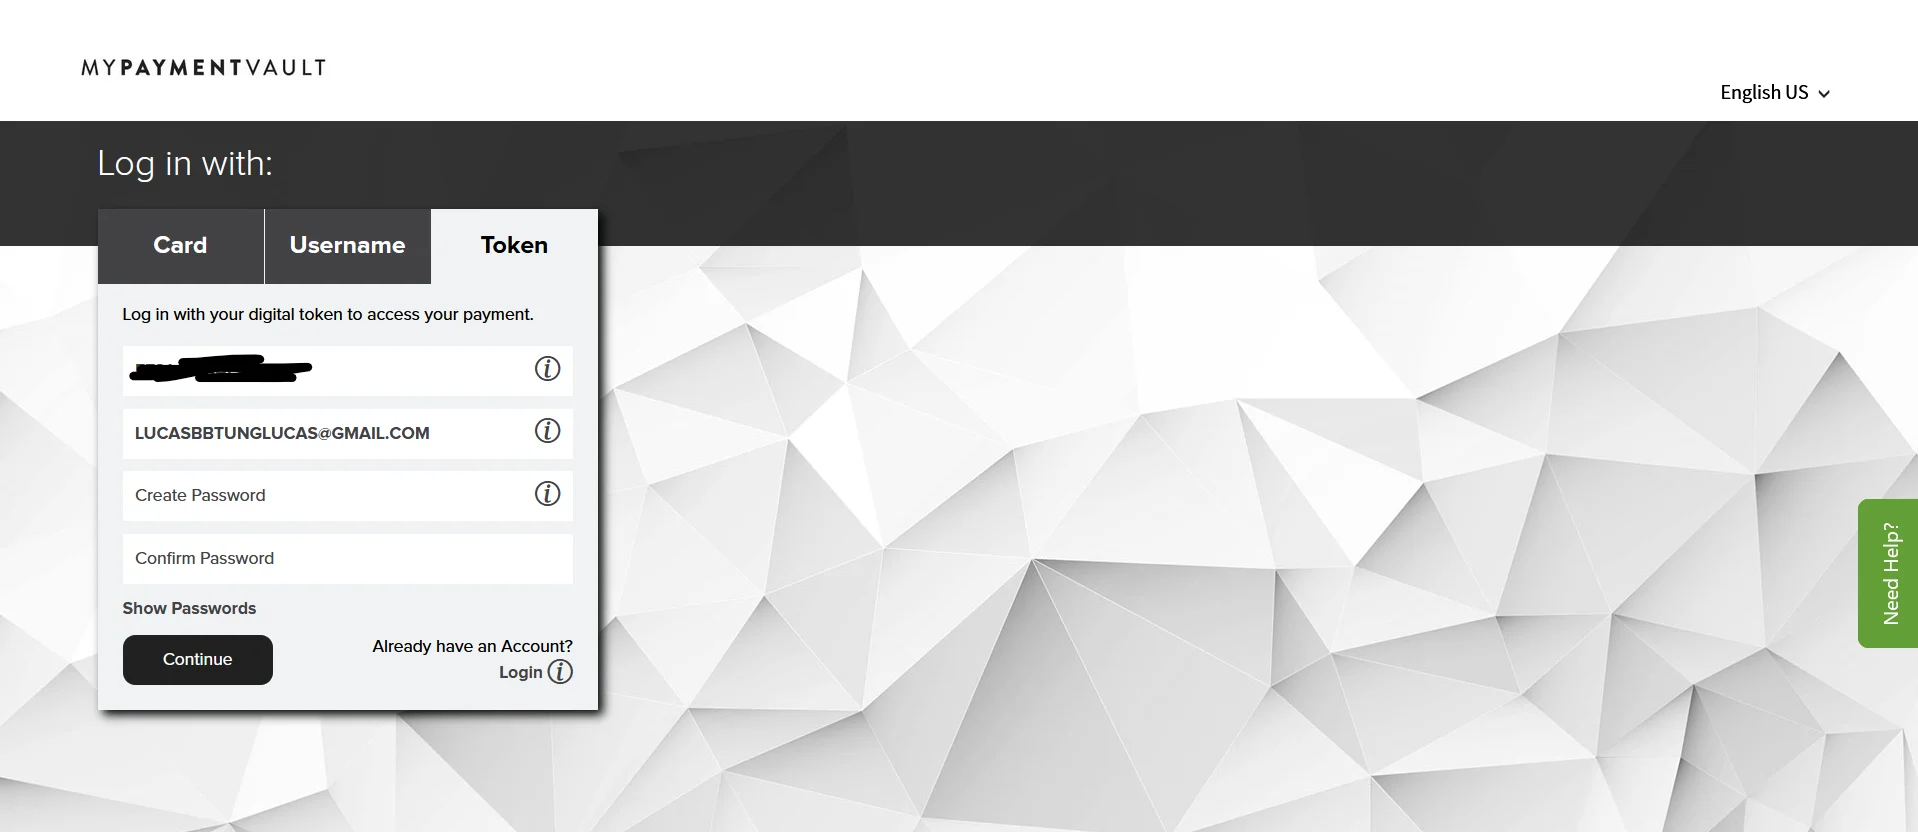 MYPAYMENTVAULT
English US
Log in with:
Card
Username
Token
Log in with your digital token to access your payment.
LUCASBBTUNGLUCAS@GMAIL.COM
Create Password
Confirm Password
Show Passwords
Continue
Already have an Account?
Login
Need Help?